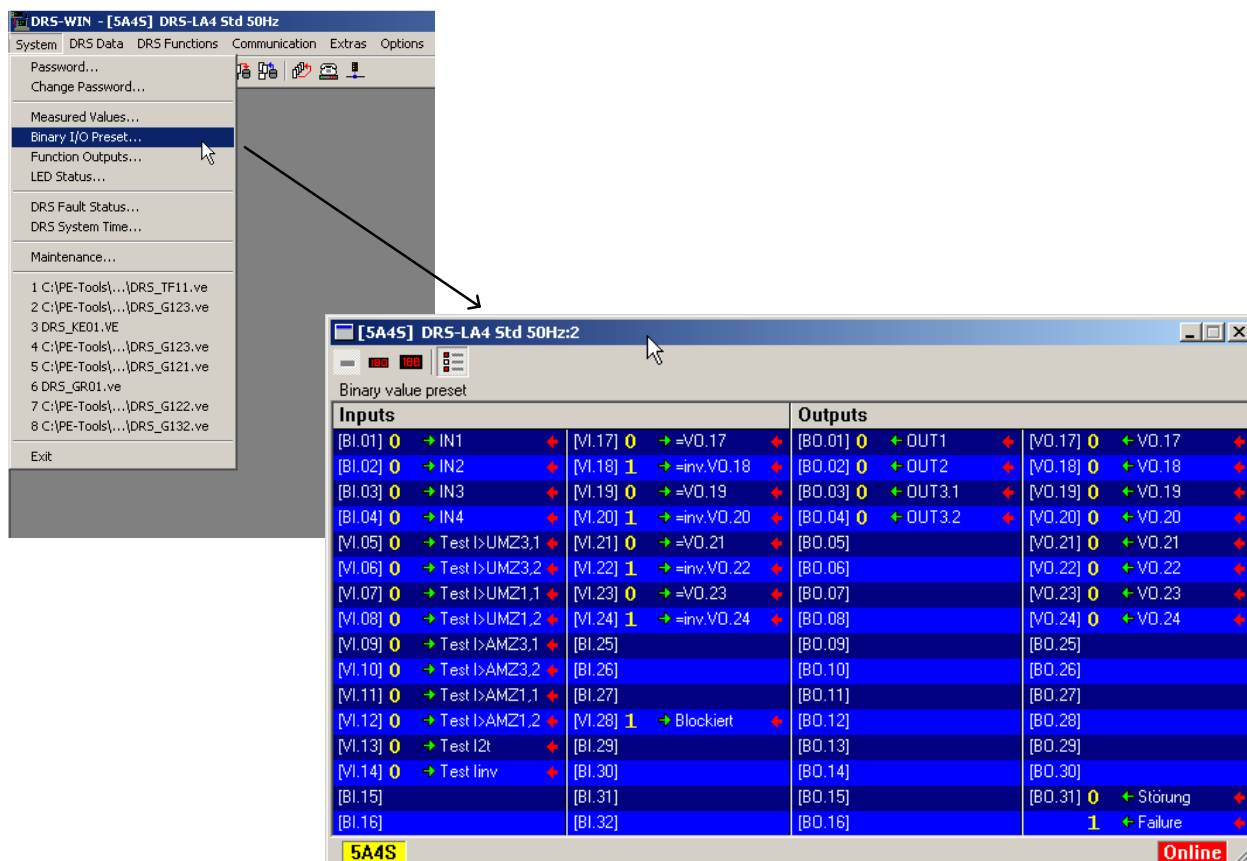 DRS-WIN - [5A4S] DRS-LA4 Std 50Hz
System DRS Data DRS Functions Communication Extras Options
Password...
Change Password...
Measured Values...
Binary I/O Preset...
Function Outputs...
LED Status...
DRS Fault Status...
DRS System Time...
Maintenance...
1 C:\PE-Tools\...\DRS_TF11.ve
2 C:\PE-Tools\...\DRS_G123.ve
3 DRS_KE01.VE
4 C:\PE-Tools\...\DRS_G123.ve
5 C:\PE-Tools\...\DRS_G121.ve
6 DRS_GR01.ve
7 C:\PE-Tools\...\DRS_G122.ve
8 C:\PE-Tools\...\DRS_G132.ve
Exit
[5A4S] DRS-LA4 Std 50Hz:2
Binary value preset
Inputs Outputs
[BI.01] 0 IN1 [VI.17] 0 =VO.17 [BO.01] 0 OUT1 [VO.17] 0 VO.17
[BI.02] 0 IN2 [VI.18] 1 =inv.VO.18 [BO.02] 0 OUT2 [VO.18] 0 VO.18
[BI.03] 0 IN3 [VI.19] 0 =VO.19 [BO.03] 0 OUT3.1 [VO.19] 0 VO.19
[BI.04] 0 IN4 [VI.20] 1 =inv.VO.20 [BO.04] 0 OUT3.2 [VO.20] 0 VO.20
[VI.05] 0 Test I>UMZ3,1 [VI.21] 0 =VO.21 [BO.05] [VO.21] 0 VO.21
[VI.06] 0 Test I>UMZ3,2 [VI.22] 1 =inv.VO.22 [BO.06] [VO.22] 0 VO.22
[VI.07] 0 Test I>UMZ1,1 [VI.23] 0 =VO.23 [BO.07] [VO.23] 0 VO.23
[VI.08] 0 Test I>UMZ1,2 [VI.24] 1 =inv.VO.24 [BO.08] [VO.24] 0 VO.24
[VI.09] 0 Test I>AMZ3,1 [BI.25] [BO.09] [BO.25]
[VI.10] 0 Test I>AMZ3,2 [BI.26] [BO.10] [BO.26]
[VI.11] 0 Test I>AMZ1,1 [BI.27] [BO.11] [BO.27]
[VI.12] 0 Test I>AMZ1,2 [VI.28] 1 Blockiert [BO.12] [BO.28]
[VI.13] 0 Test I2t [BI.29] [BO.13] [BO.29]
[VI.14] 0 Test Iinv [BI.30] [BO.14] [BO.30]
[BI.15] [BI.31] [BO.15] [BO.31] 0 Störung
[BI.16] [BI.32] [BO.16] 1 Failure
5A4S Online